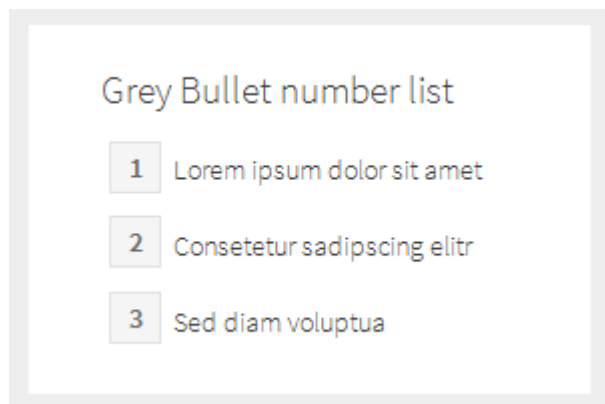 Grey Bullet number list
1 Lorem ipsum dolor sit amet
2 Consetetur sadipscing elitr
3 Sed diam voluptua